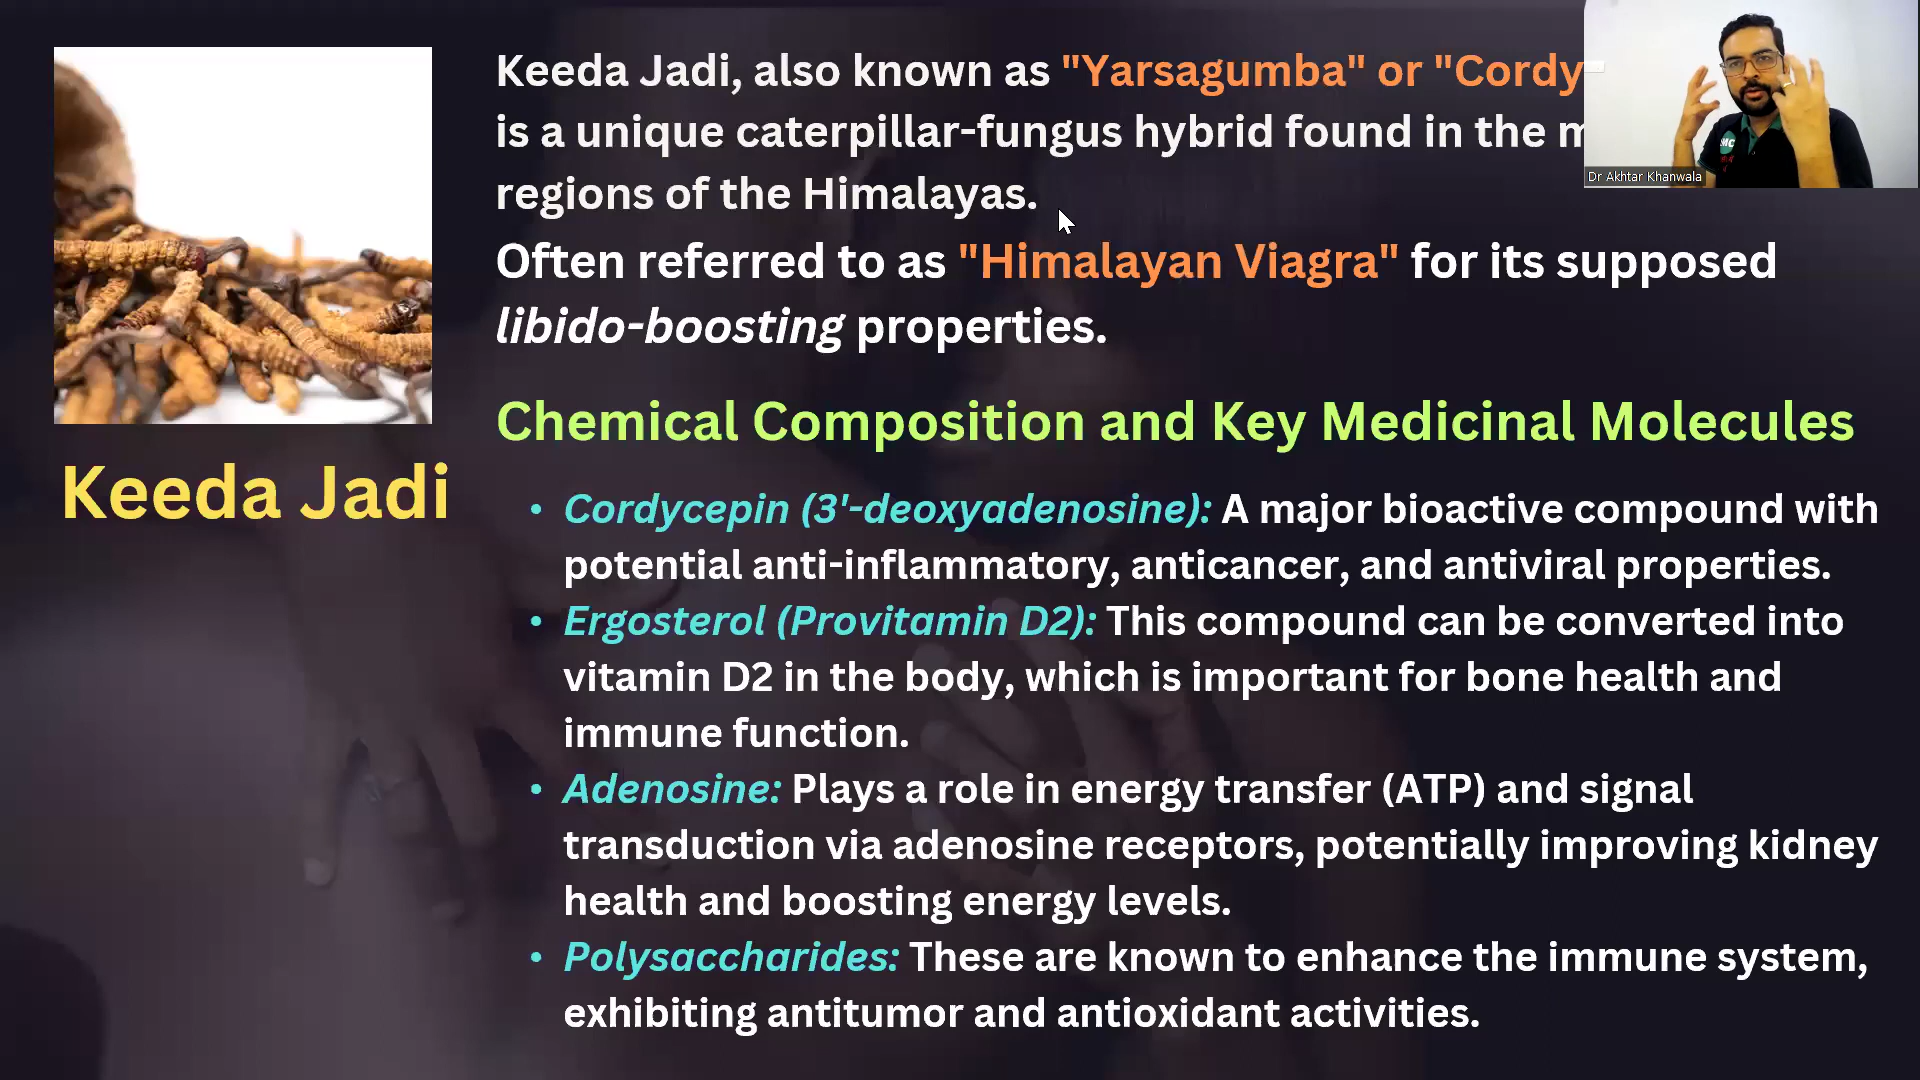 Keeda Jadi, also known as "Yarsagumba" or "Cordy
is a unique caterpillar-fungus hybrid found in the m
regions of the Himalayas.
Often referred to as "Himalayan Viagra" for its supposed
libido-boosting properties.
Dr Akhtar Khanwala
Keeda Jadi
Chemical Composition and Key Medicinal Molecules
• Cordycepin (3'-deoxyadenosine): A major bioactive compound with
potential anti-inflammatory, anticancer, and antiviral properties.
• Ergosterol (Provitamin D2): This compound can be converted into
vitamin D2 in the body, which is important for bone health and
immune function.
• Adenosine: Plays a role in energy transfer (ATP) and signal
transduction via adenosine receptors, potentially improving kidney
health and boosting energy levels.
• Polysaccharides: These are known to enhance the immune system,
exhibiting antitumor and antioxidant activities.